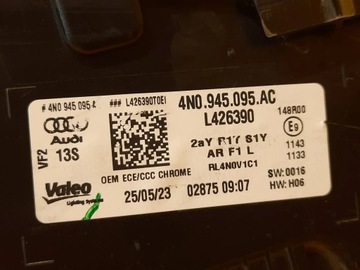 # 4N0 945 095 A ### L426390T0EI 4N0.945.095.AC
L426390 148R00
Audi E9
VF2 13S 2aY R17 S1Y 1143
AR F1 L 1133
RL4N0V1C1
Valeo OEM ECE/CCC CHROME SW:0016
Lighting Systems 25/05/23 02875 09:07 HW:H06